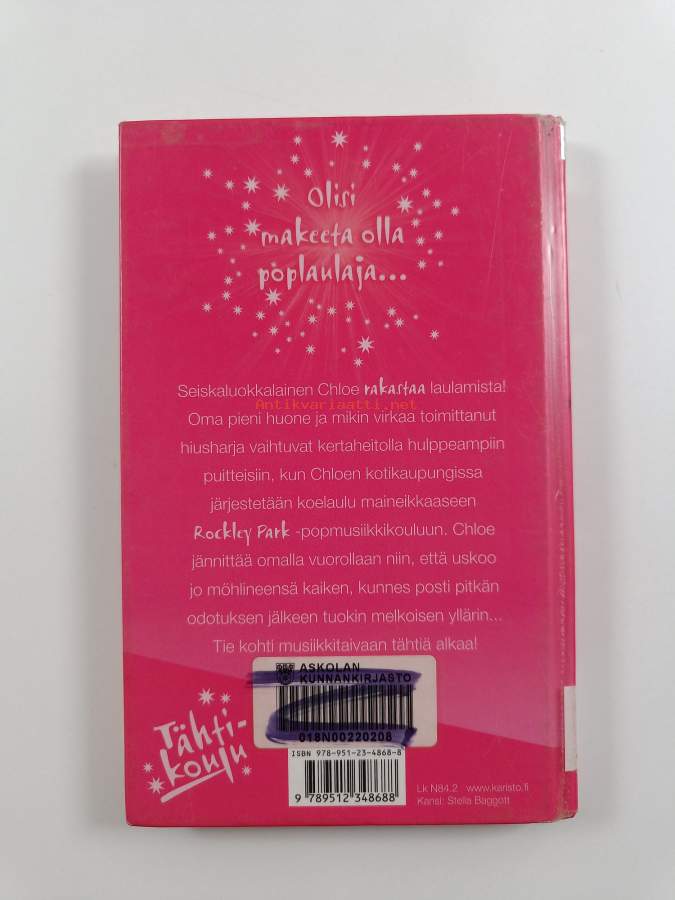 Olisi
makeeta olla
poplaulaja...
Seiskaluokkalainen Chloe rakastaa laulamista!
Antikvariaatti.net
Oma pieni huone ja mikin virkaa toimittanut
hiusharja vaihtuvat kertaheitolla hulppeampiin
puitteisiin, kun Chloen kotikaupungissa
järjestetään koelaulu maineikkaaseen
Rockley Park -popmusiikkikouluun. Chloe
jännittää omalla vuorollaan niin, että uskoo
jo möhlineensä kaiken, kunnes posti pitkän
odotuksen jälkeen tuokin melkoisen yllärin...
Tie kohti musiikkitaivaan tähtiä alkaa!
ASKOLAN
KUNNANKIRJASTO
018N00220208
Tähti-
koulu
ISBN 978-951-23-4868-8
9 789512 348688
Lk N84.2 www.karisto.fi
Kansi: Stella Baggott